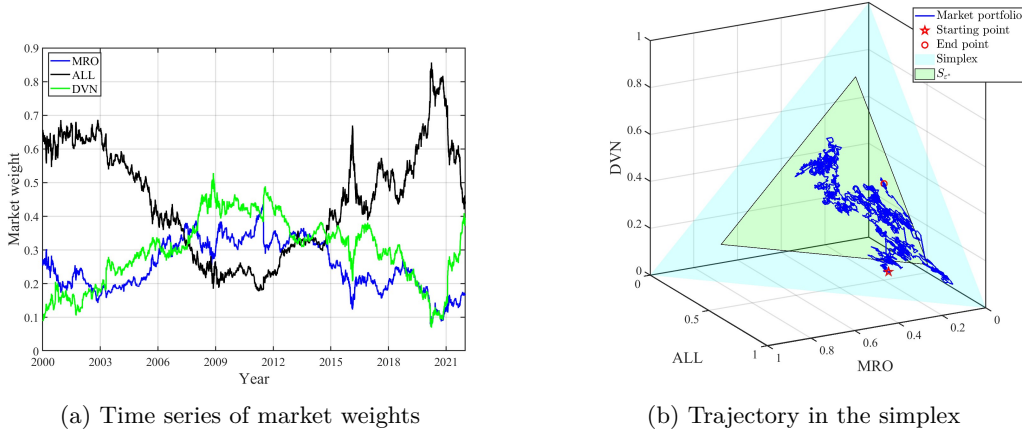 0.9
0.8
0.7
0.6
0.5
0.4
0.3
0.2
0.1
0
2000 2003 2006 2009 2012 2015 2018 2021
Market weight
Year
MRO
ALL
DVN
(a) Time series of market weights
1
0.8
0.6
0.4
0.2
0
DVN
0
0.5
1
ALL
1 0.8 0.6 0.4 0.2 0
MRO
Market portfolio
Starting point
End point
Simplex
S_{ε*}
(b) Trajectory in the simplex